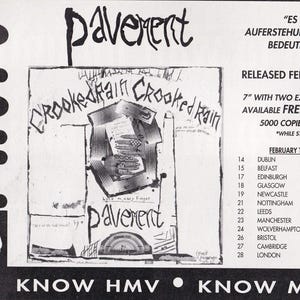 pavement
"ES
AUFERSTEHU
BEDEUT
Crooked Rain Crooked Rain
pavement
RELEASED FE
7" WITH TWO E
AVAILABLE FRE
5000 COPIE
*WHILE S
FEBRUARY
14 DUBLIN
15 BELFAST
17 EDINBURGH
18 GLASGOW
19 NEWCASTLE
21 NOTTINGHAM
22 LEEDS
23 MANCHESTER
24 WOLVERHAMPTO
26 BRISTOL
27 CAMBRIDGE
28 LONDON
KNOW HMV • KNOW M